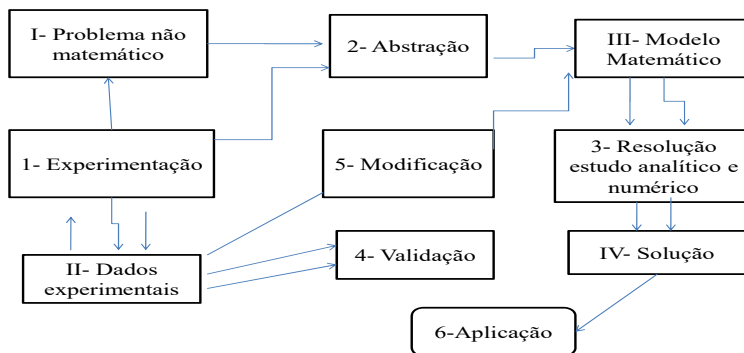 I- Problema não
matemático
2- Abstração
III- Modelo
Matemático
1- Experimentação
5- Modificação
3- Resolução
estudo analítico e
numérico
II- Dados
experimentais
4- Validação
IV- Solução
6-Aplicação